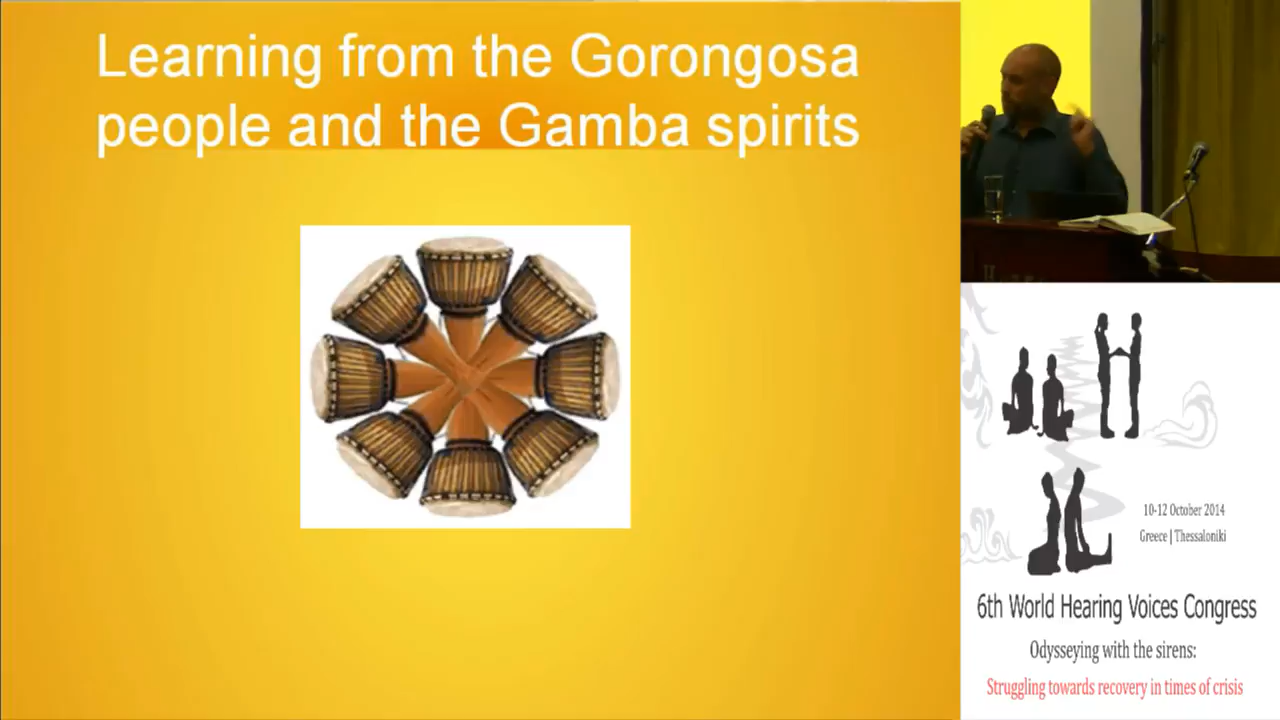 Learning from the Gorongosa
people and the Gamba spirits
10-12 October 2014
Greece | Thessaloniki
6th World Hearing Voices Congress
Odysseying with the sirens:
Struggling towards recovery in times of crisis